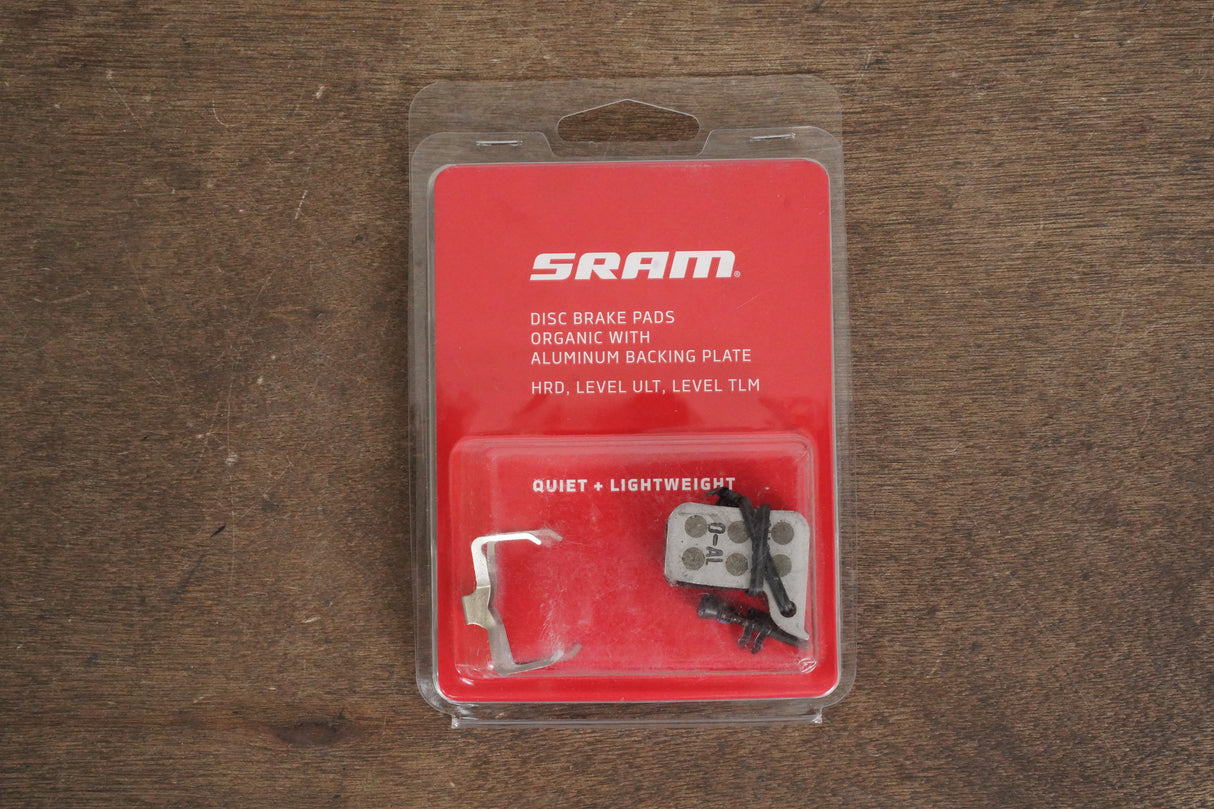 SRAM®
DISC BRAKE PADS
ORGANIC WITH
ALUMINUM BACKING PLATE
HRD, LEVEL ULT, LEVEL TLM
QUIET + LIGHTWEIGHT
O-AL